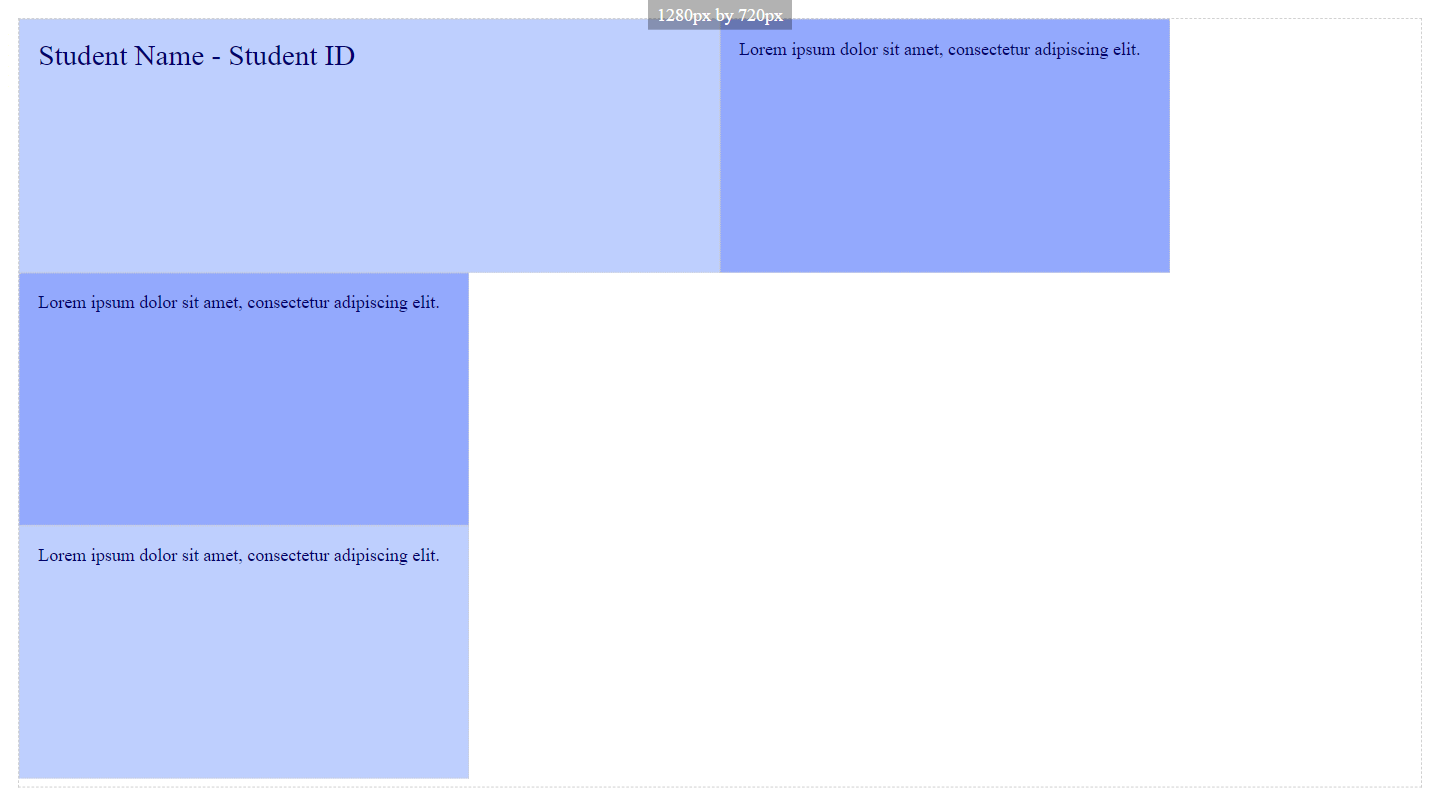 1280px by 720px
Student Name - Student ID
Lorem ipsum dolor sit amet, consectetur adipiscing elit.
Lorem ipsum dolor sit amet, consectetur adipiscing elit.
Lorem ipsum dolor sit amet, consectetur adipiscing elit.